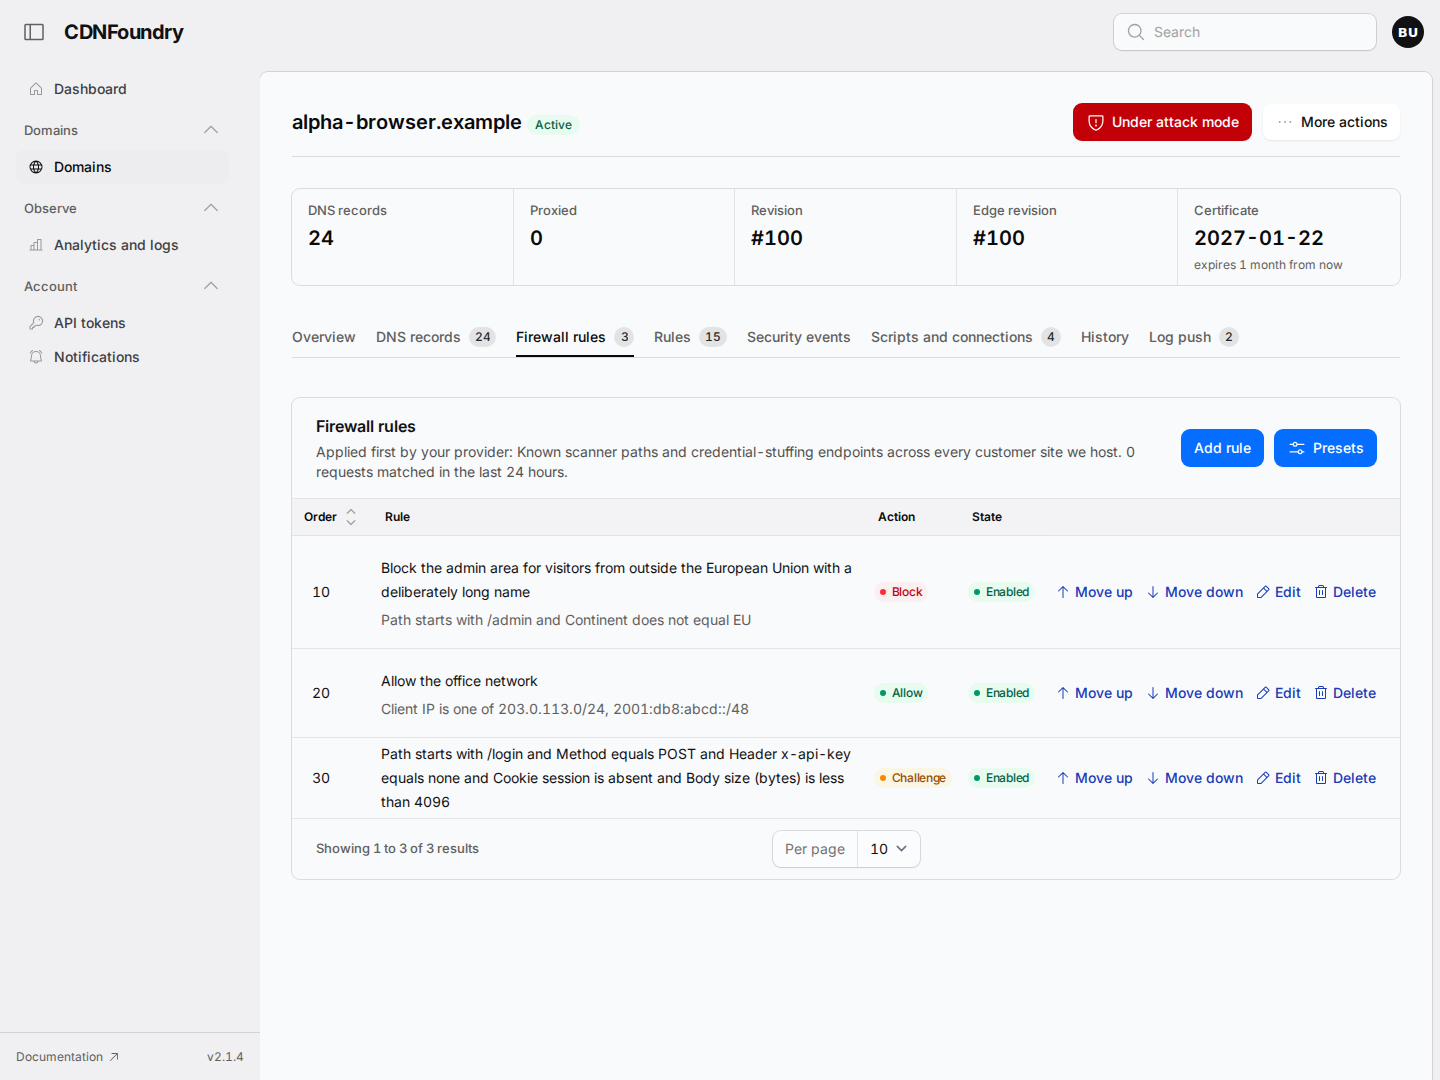 CDNFoundry
Search
BU
Dashboard
Domains
Domains
Observe
Analytics and logs
Account
API tokens
Notifications
Documentation
v2.1.4
alpha-browser.example
Active
Under attack mode
··· More actions
DNS records
24
Proxied
0
Revision
#100
Edge revision
#100
Certificate
2027-01-22
expires 1 month from now
Overview
DNS records 24
Firewall rules 3
Rules 15
Security events
Scripts and connections 4
History
Log push 2
Firewall rules
Applied first by your provider: Known scanner paths and credential-stuffing endpoints across every customer site we host. 0
requests matched in the last 24 hours.
Add rule
Presets
Order Rule Action State
10
Block the admin area for visitors from outside the European Union with a
deliberately long name
Path starts with /admin and Continent does not equal EU
Block
Enabled
Move up Move down Edit Delete
20
Allow the office network
Client IP is one of 203.0.113.0/24, 2001:db8:abcd::/48
Allow
Enabled
Move up Move down Edit Delete
30
Path starts with /login and Method equals POST and Header x-api-key
equals none and Cookie session is absent and Body size (bytes) is less
than 4096
Challenge
Enabled
Move up Move down Edit Delete
Showing 1 to 3 of 3 results
Per page 10